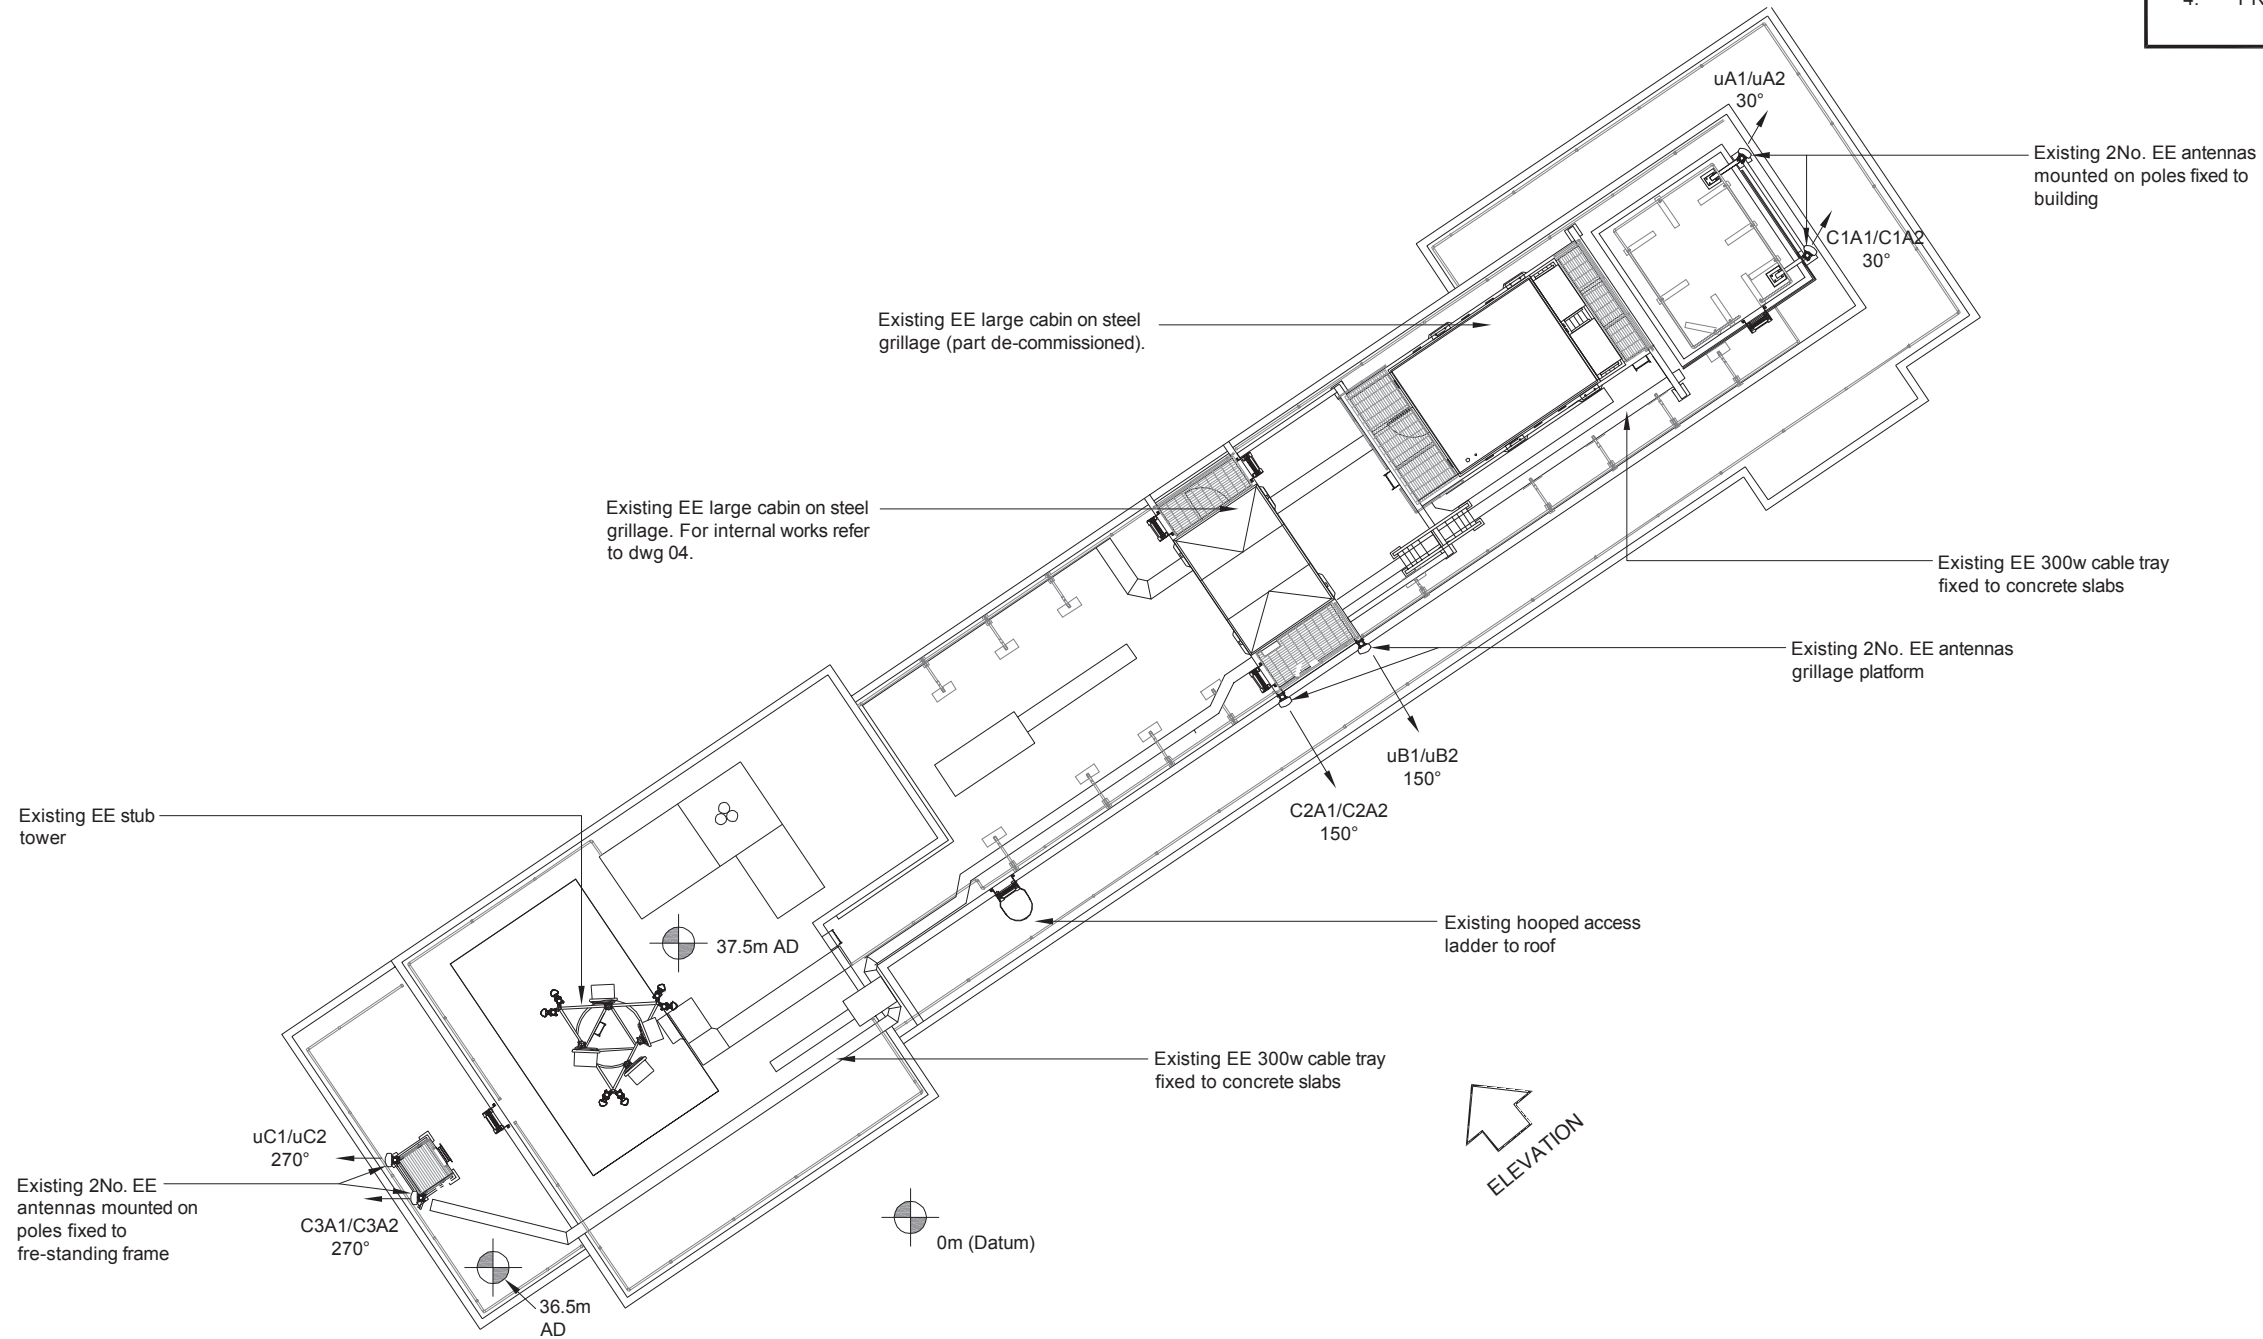 4.
uA1/uA2
30°
Existing 2No. EE antennas
mounted on poles fixed to
building
C1A1/C1A2
30°
Existing EE large cabin on steel
grillage (part de-commissioned).
Existing EE large cabin on steel
grillage. For internal works refer
to dwg 04.
Existing EE 300w cable tray
fixed to concrete slabs
Existing 2No. EE antennas
grillage platform
uB1/uB2
150°
C2A1/C2A2
150°
Existing EE stub
tower
37.5m AD
Existing hooped access
ladder to roof
Existing EE 300w cable tray
fixed to concrete slabs
ELEVATION
uC1/uC2
270°
Existing 2No. EE
antennas mounted on
poles fixed to
fre-standing frame
C3A1/C3A2
270°
0m (Datum)
36.5m
AD